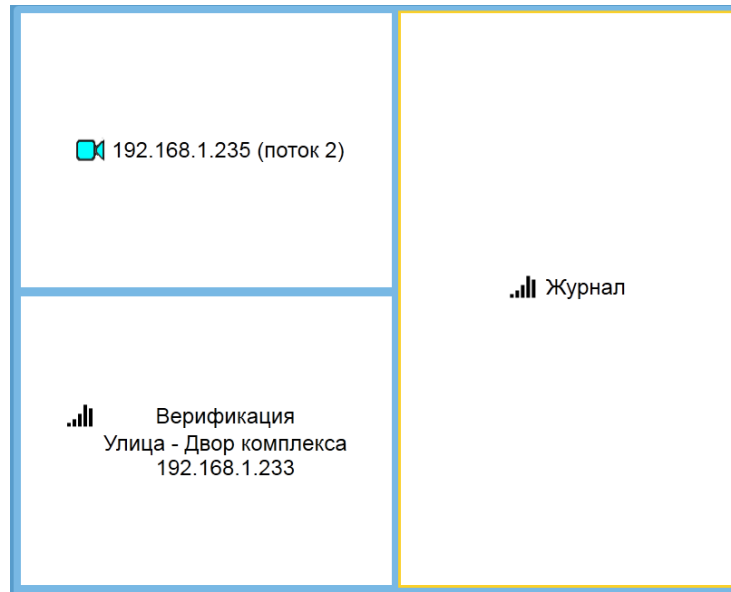 192.168.1.235 (поток 2)
Верификация
Улица - Двор комплекса
192.168.1.233
Журнал